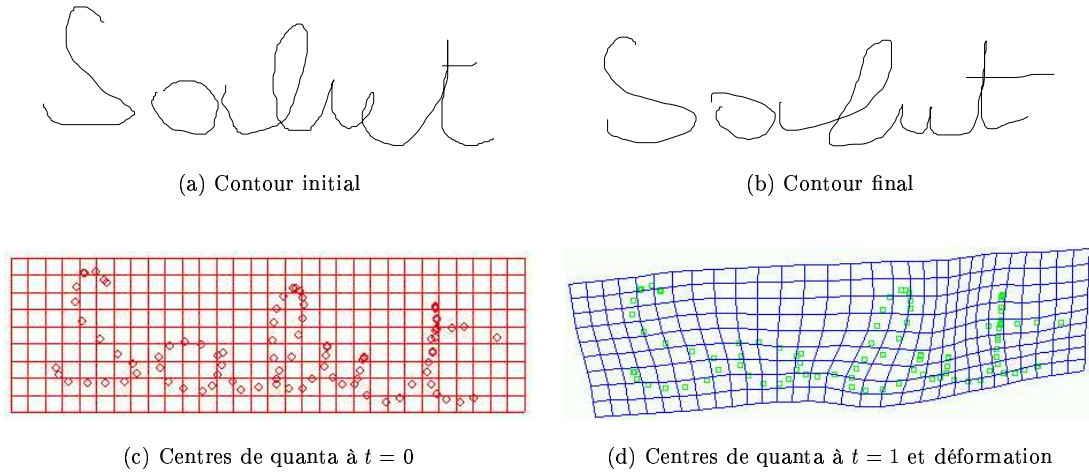 Salut Salut
(a) Contour initial (b) Contour final
(c) Centres de quanta à t = 0 (d) Centres de quanta à t = 1 et déformation